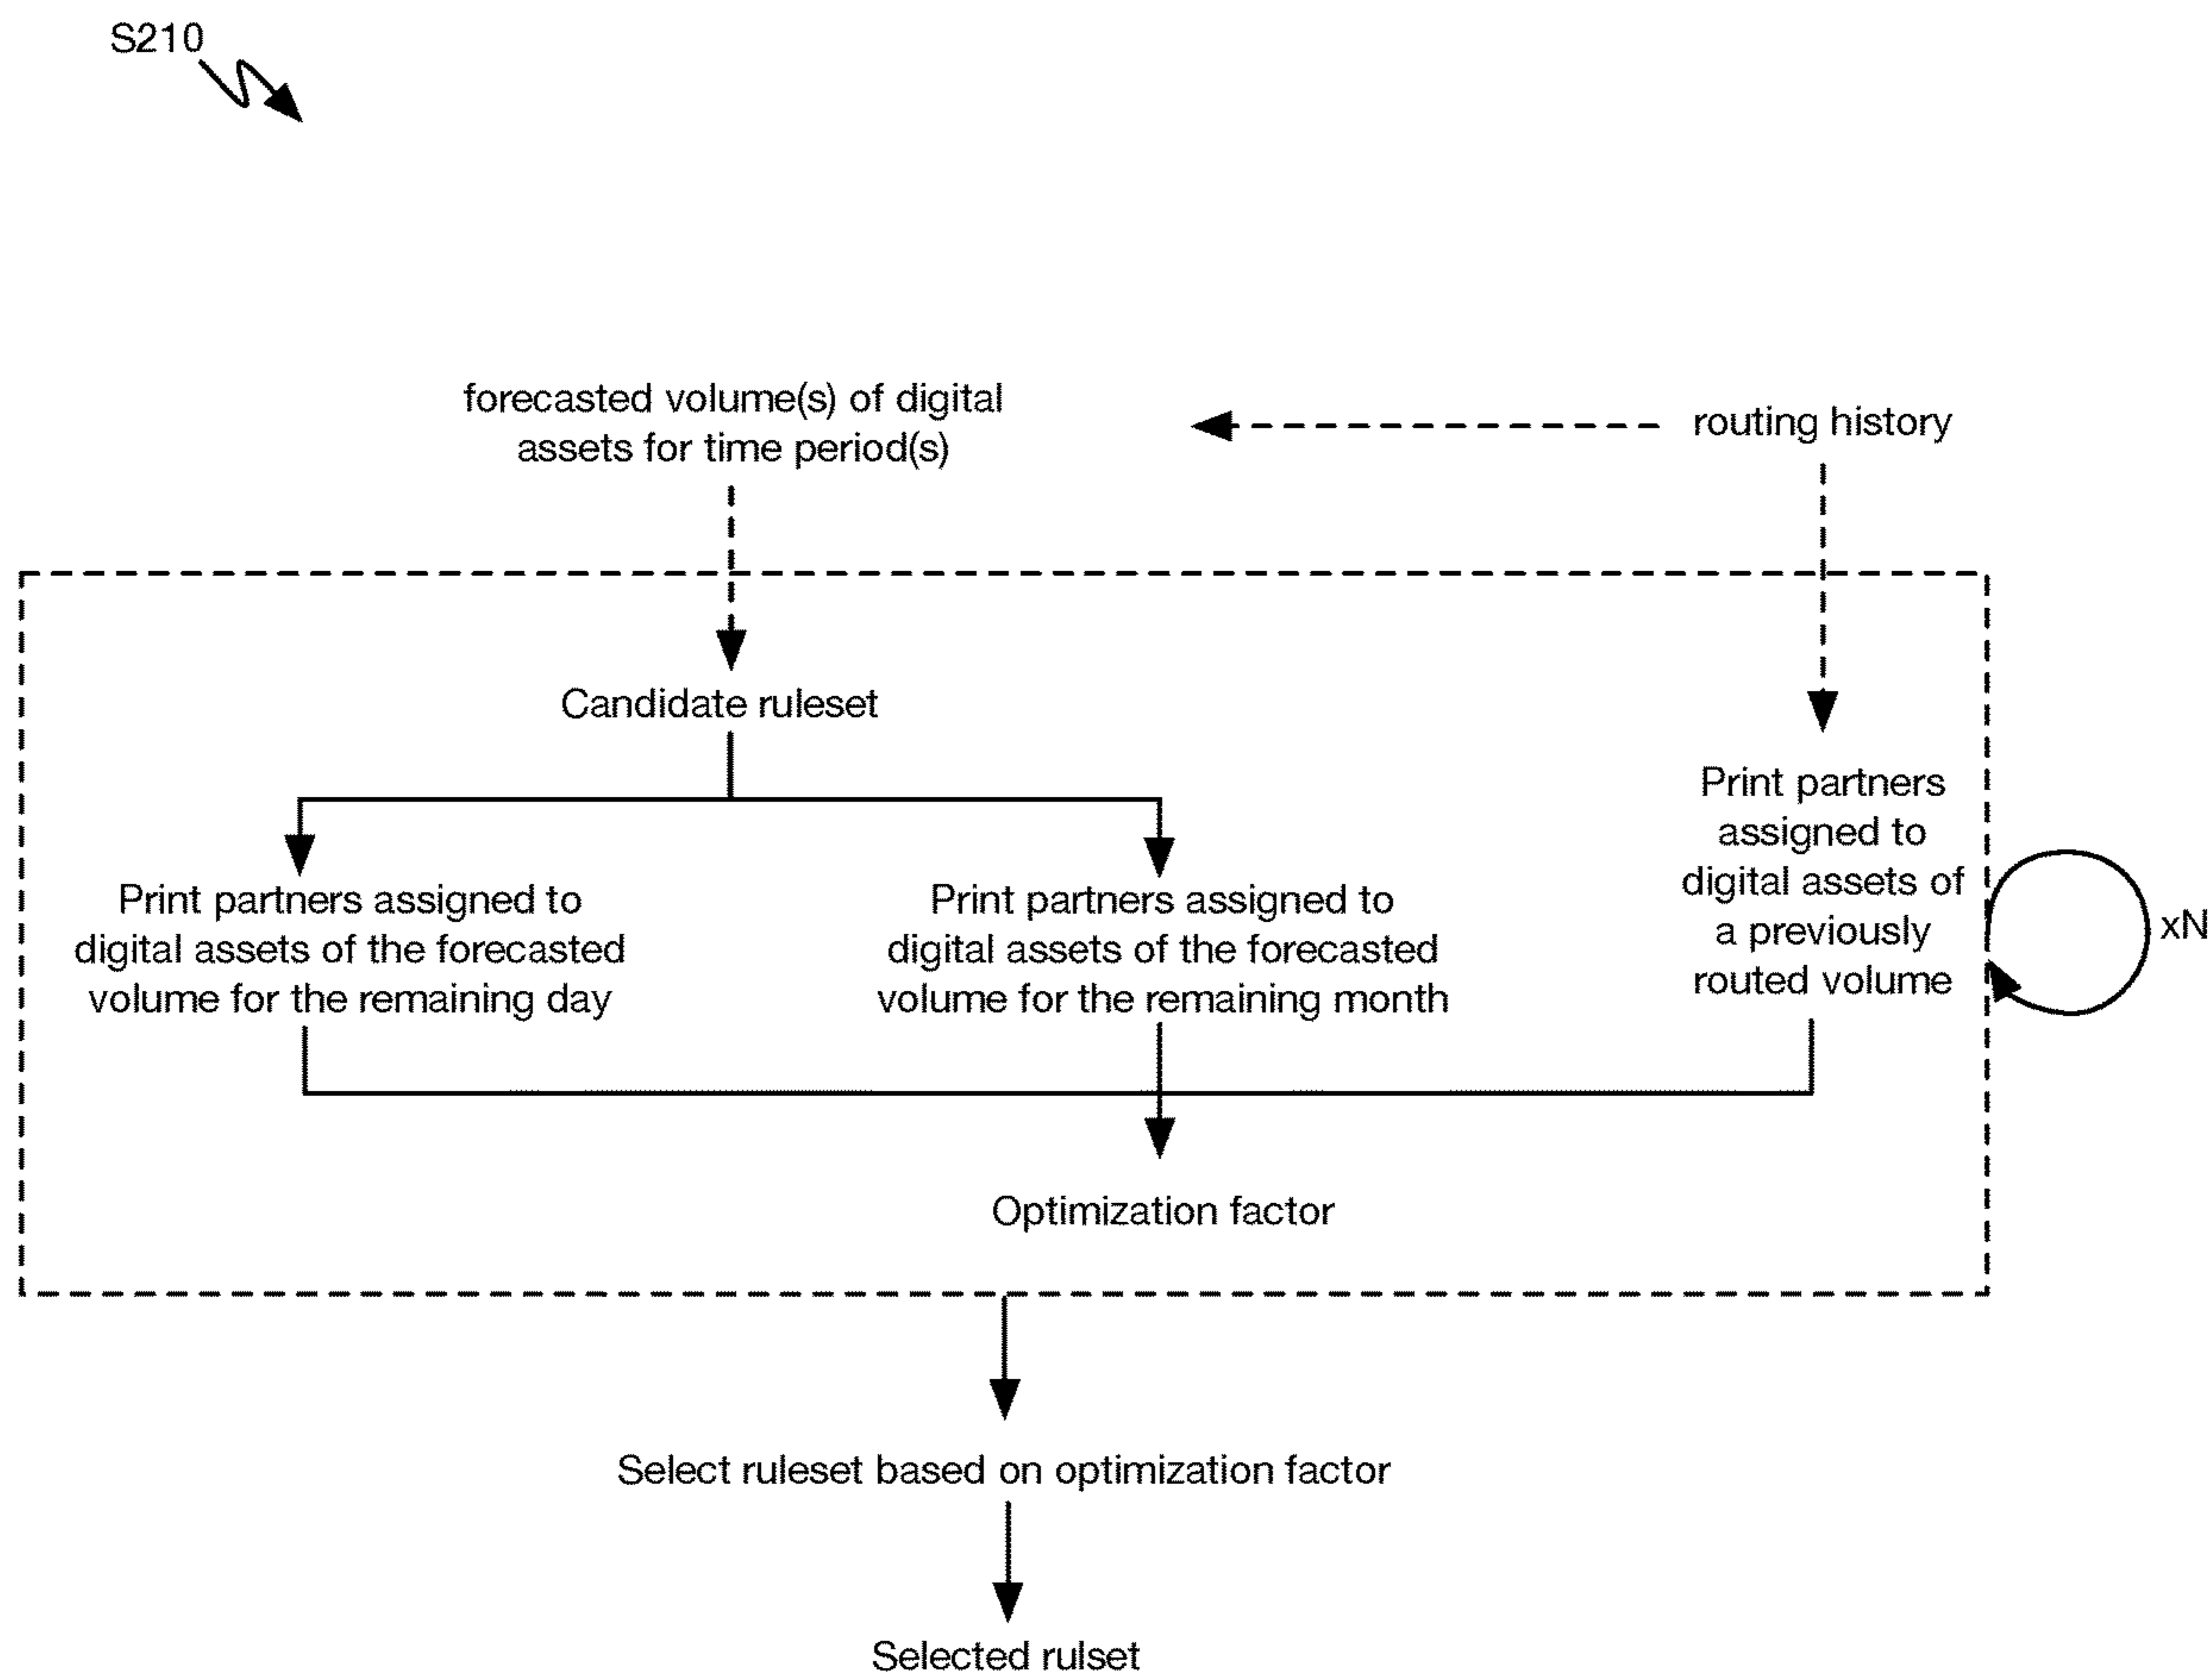 S210
forecasted volume(s) of digital
assets for time period(s)
routing history
Candidate ruleset
Print partners assigned to
digital assets of the forecasted
volume for the remaining day
Print partners assigned to
digital assets of the forecasted
volume for the remaining month
Print partners
assigned to
digital assets of
a previously
routed volume
xN
Optimization factor
Select ruleset based on optimization factor
Selected rulset